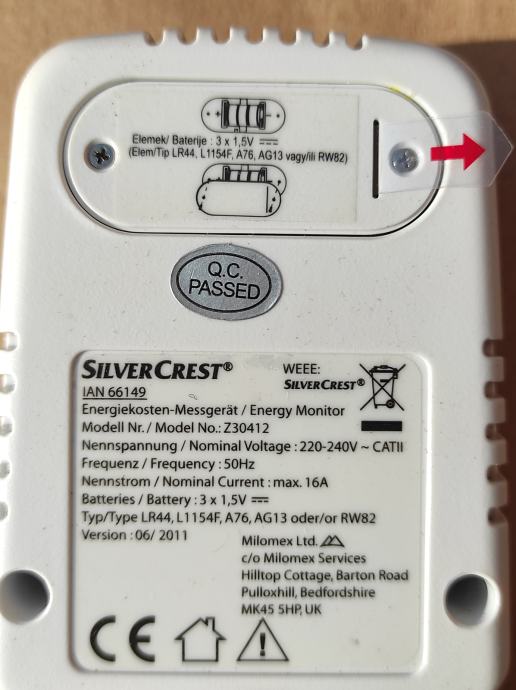 Elemek/ Baterije : 3 x 1,5V
(Elem/Tip LR44, L1154F, A76, AG13 vagy/ili RW82)
Q.C.
PASSED
SILVERCREST®
IAN 66149
WEEE:
SILVERCREST®
Energiekosten-Messgerät / Energy Monitor
Modell Nr. / Model No.: Z30412
Nennspannung / Nominal Voltage : 220-240V ~ CATII
Frequenz / Frequency : 50Hz
Nennstrom / Nominal Current : max. 16A
Batteries / Battery : 3 x 1,5V
Typ/Type LR44, L1154F, A76, AG13 oder/or RW82
Version : 06/ 2011
Milomex Ltd.
c/o Milomex Services
Hilltop Cottage, Barton Road
Pulloxhill, Bedfordshire
MK45 5HP, UK
CE